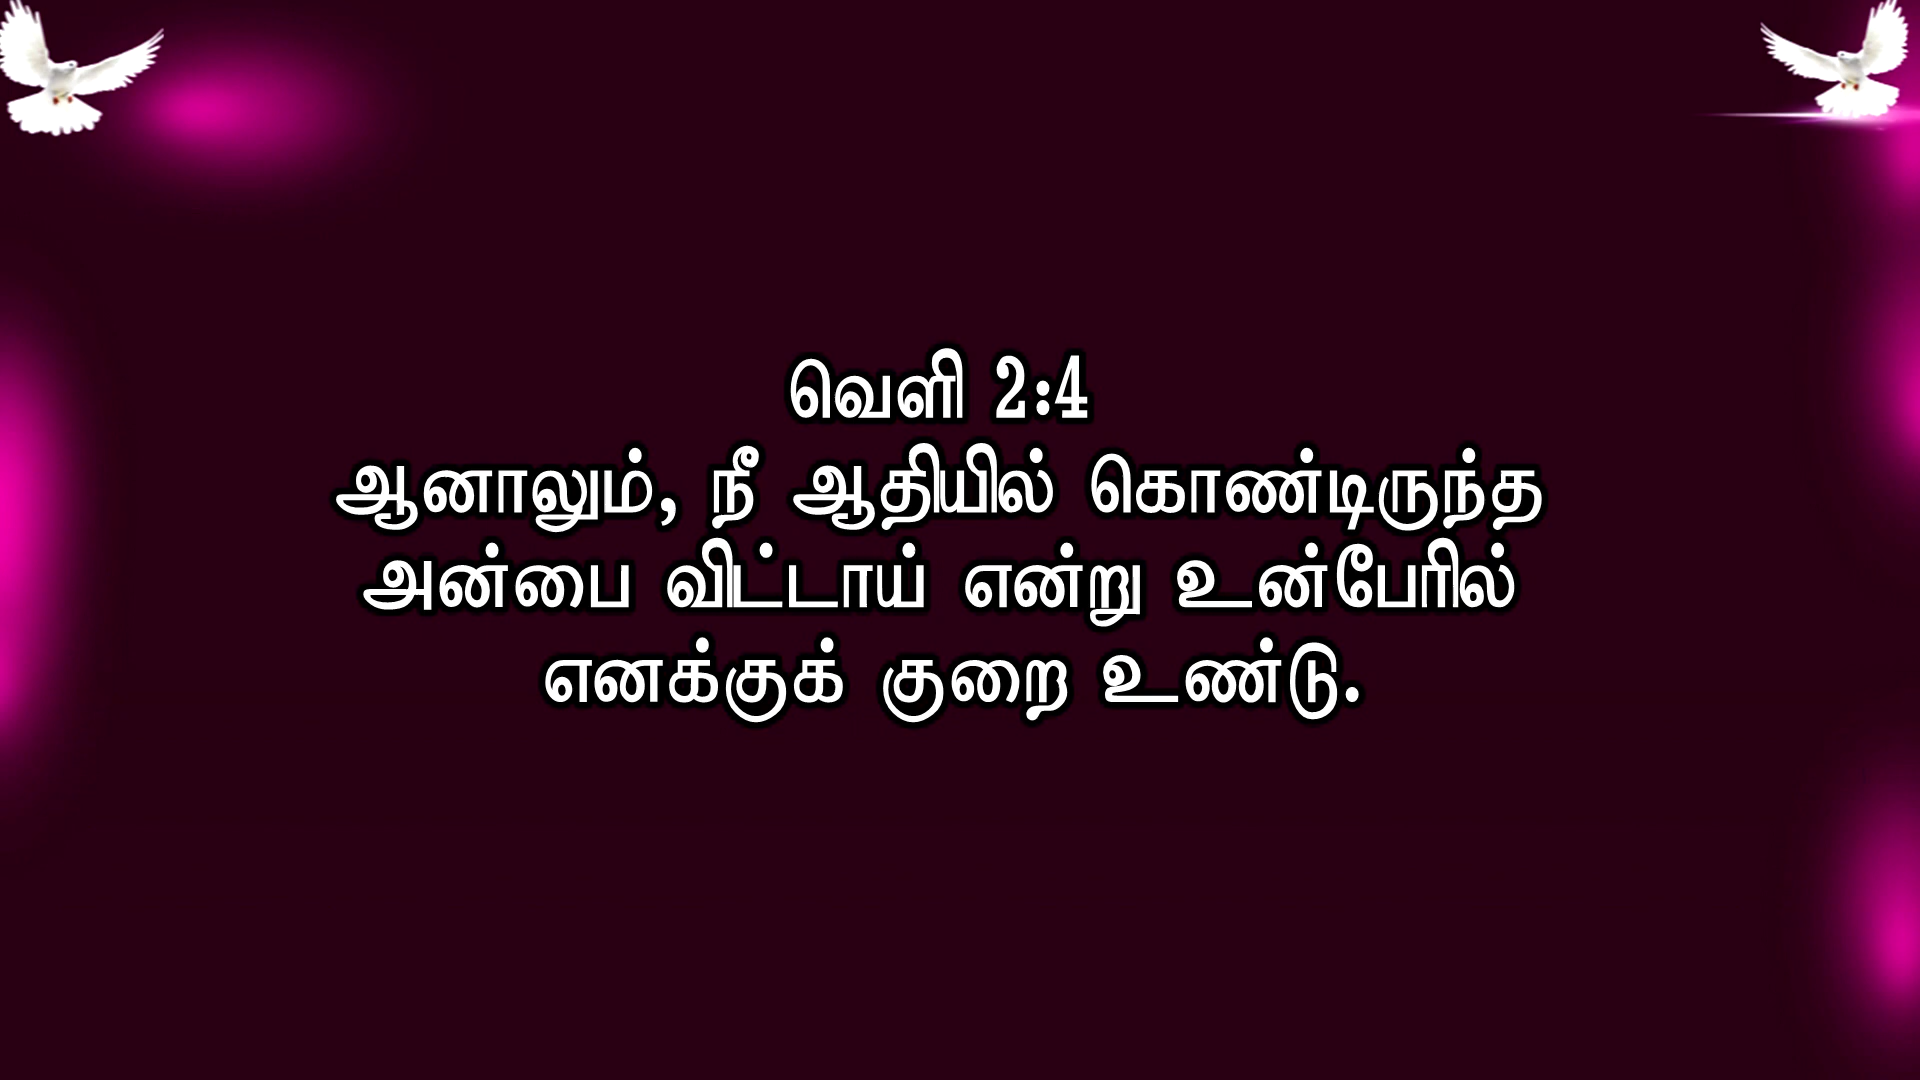 வெளி 2:4
ஆனாலும், நீ ஆதியில் கொண்டிருந்த
அன்பை விட்டாய் என்று உன்பேரில்
எனக்குக் குறை உண்டு.